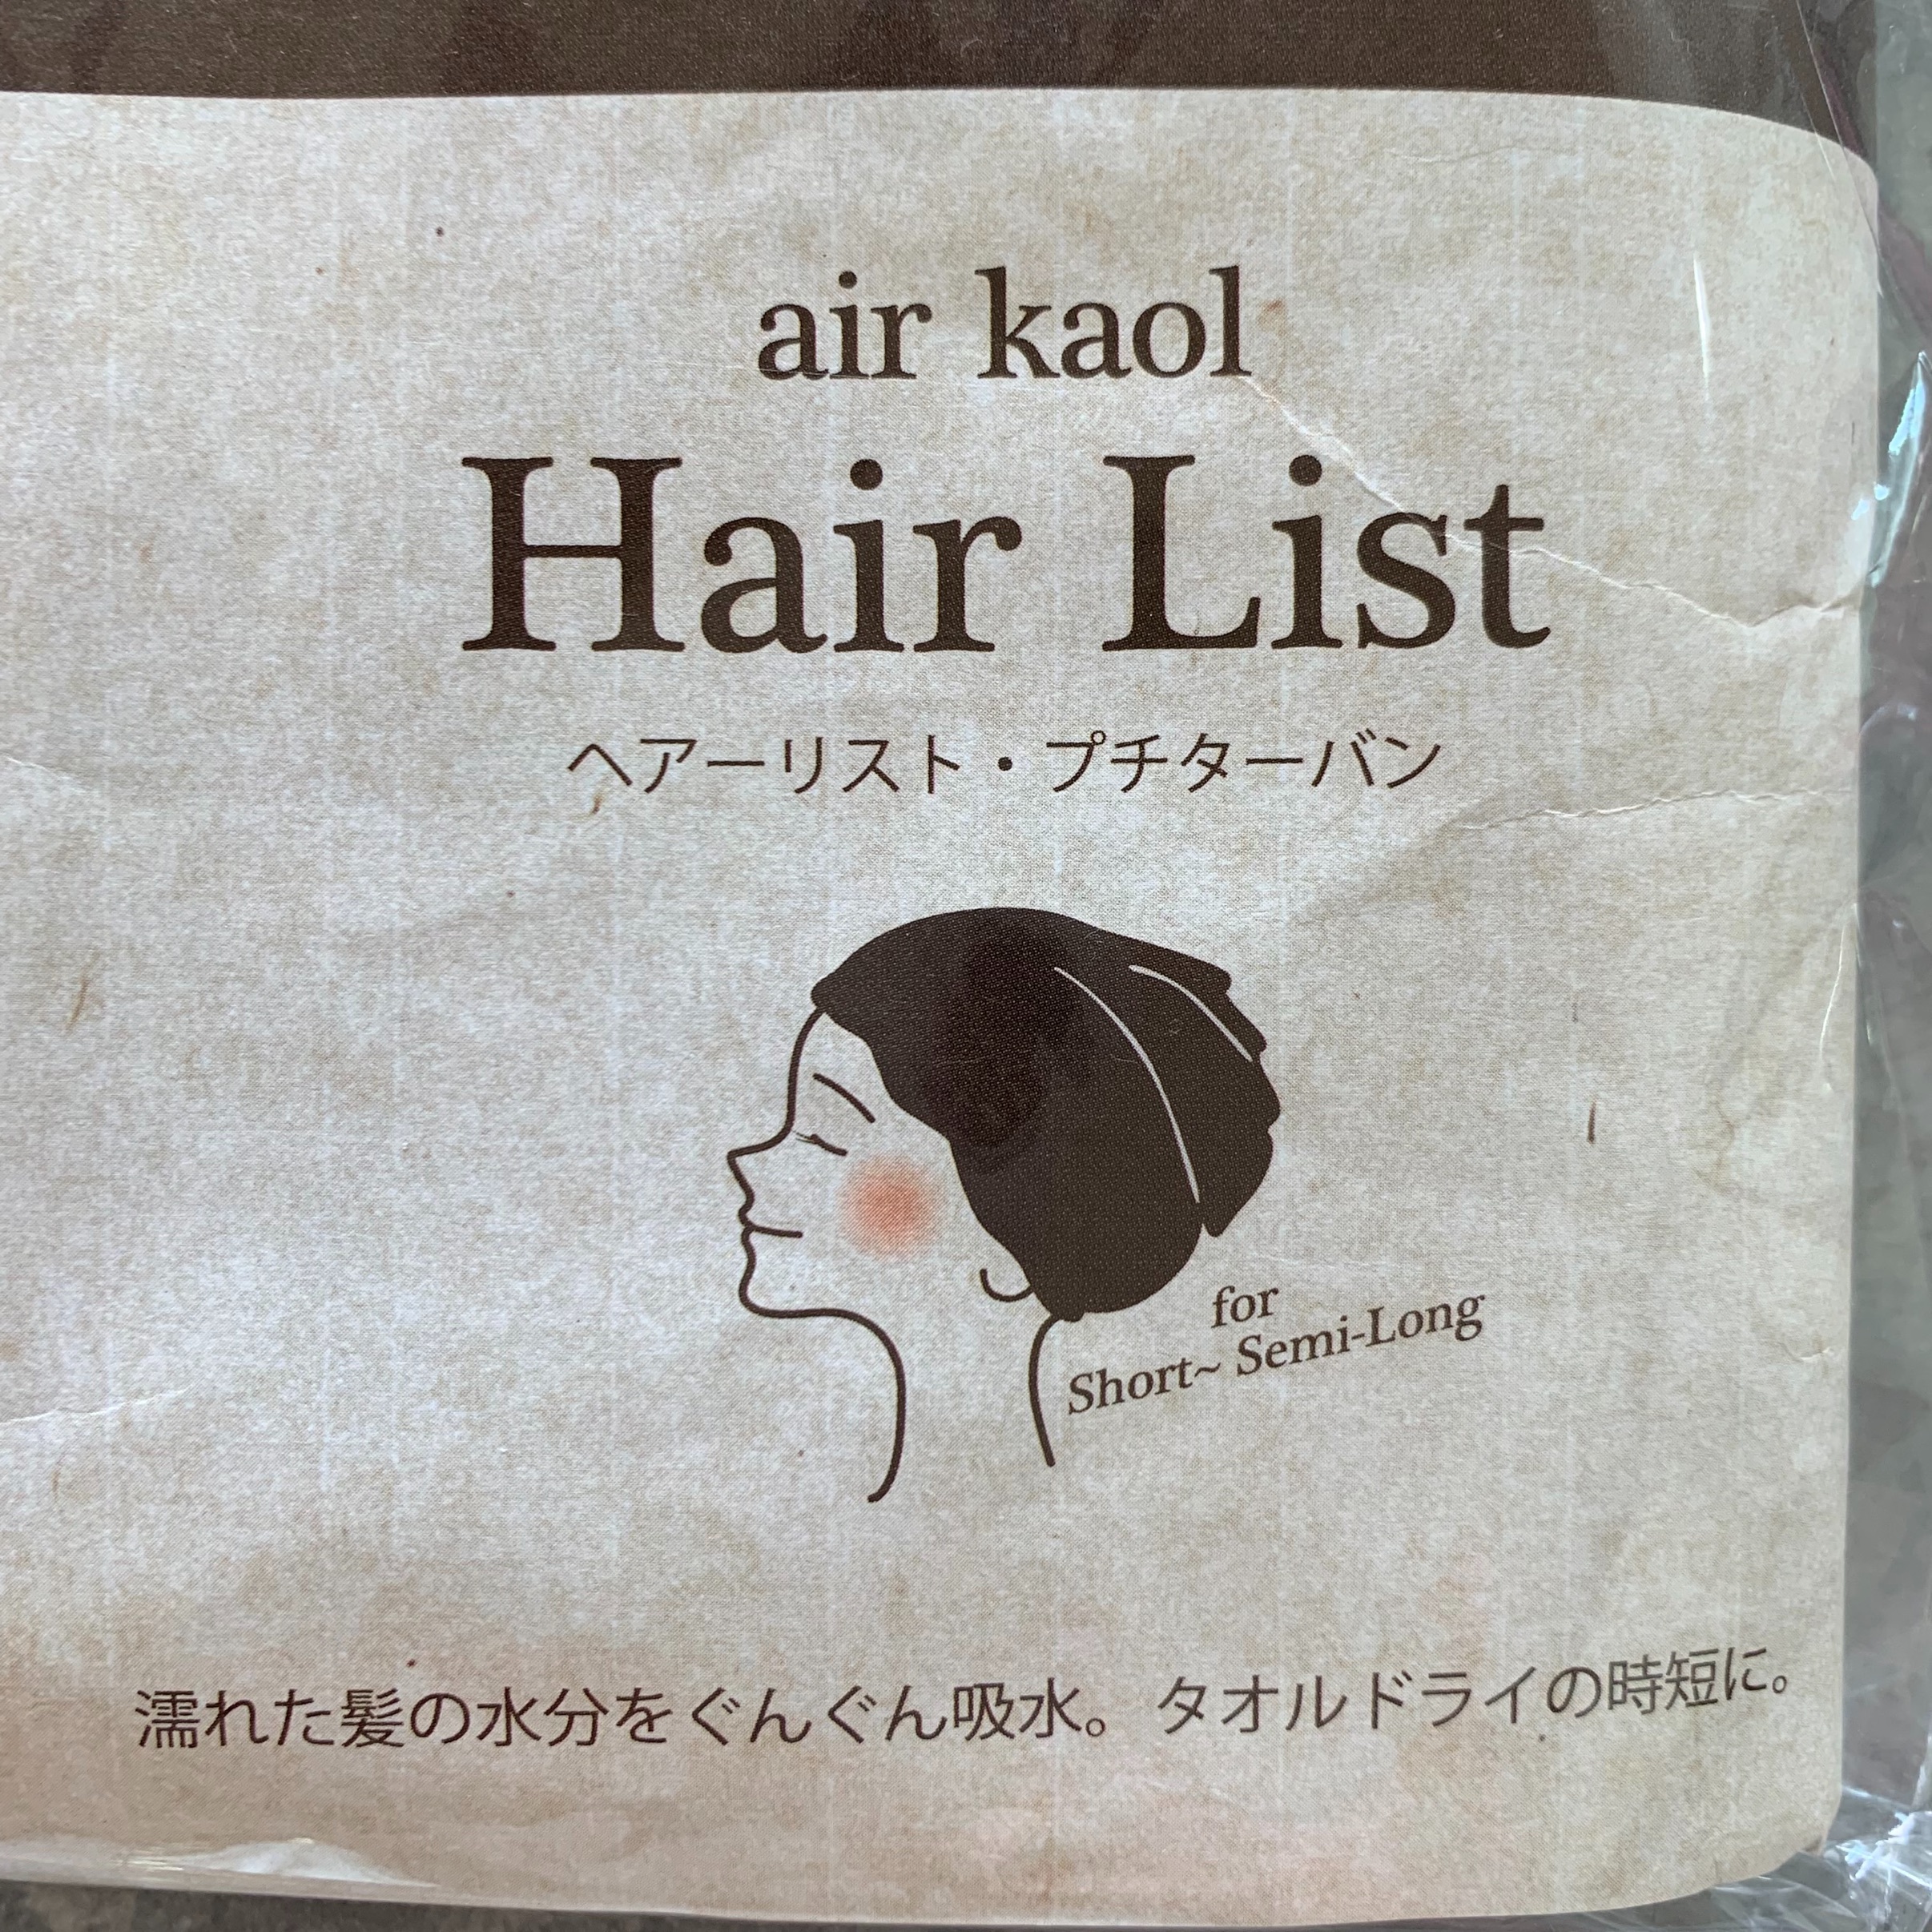 air kaol
Hair List
ヘアーリスト・プチターバン
for
Short~ Semi-Long
濡れた髪の水分をぐんぐん吸水。タオルドライの時短に。